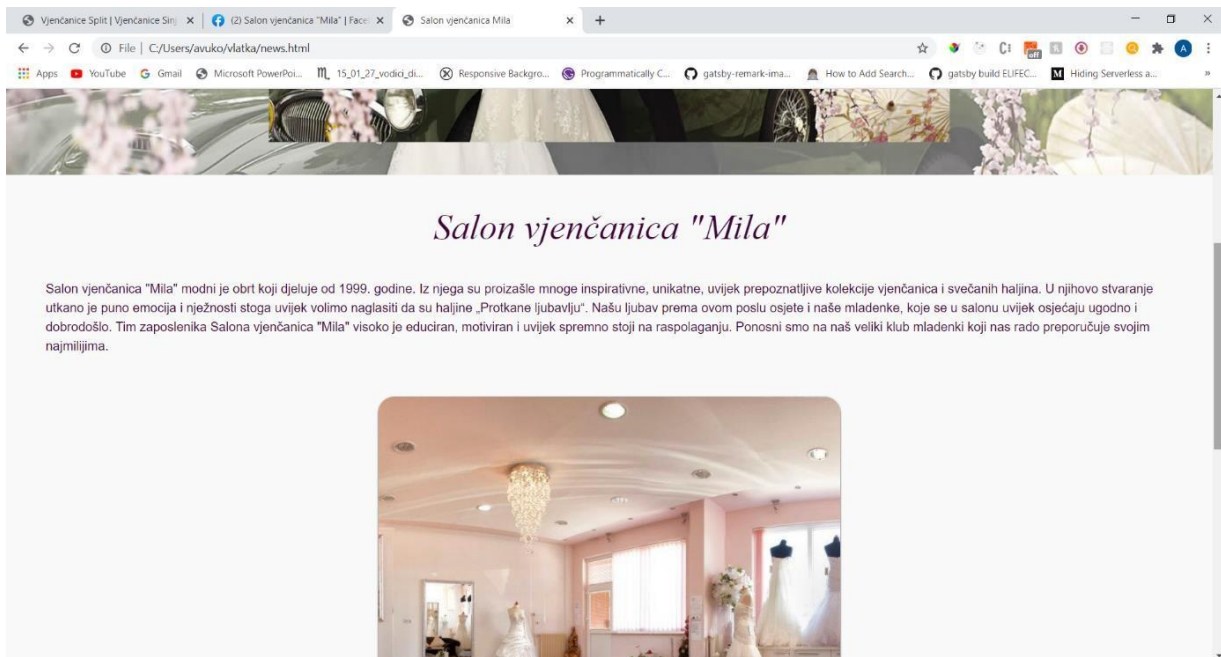 Vjenčanice Split | Vjenčanice Sinj
(2) Salon vjenčanica "Mila" | Face
Salon vjenčanica Mila
File | C:/Users/avuko/vlatka/news.html
off
A
Apps
YouTube
Gmail
Microsoft PowerPoi...
15_01_27_vodici_di...
Responsive Backgro...
Programmatically C...
gatsby-remark-ima...
How to Add Search...
gatsby build ELIFEC...
Hiding Serverless a...
Salon vjenčanica "Mila"
Salon vjenčanica "Mila" modni je obrt koji djeluje od 1999. godine. Iz njega su proizašle mnoge inspirativne, unikatne, uvijek prepoznatljive kolekcije vjenčanica i svečanih haljina. U njihovo stvaranje
utkano je puno emocija i nježnosti stoga uvijek volimo naglasiti da su haljine „Protkane ljubavlju“. Našu ljubav prema ovom poslu osjete i naše mladenke, koje se u salonu uvijek osjećaju ugodno i
dobrodošlo. Tim zaposlenika Salona vjenčanica "Mila" visoko je educiran, motiviran i uvijek spremno stoji na raspolaganju. Ponosni smo na naš veliki klub mladenki koji nas rado preporučuje svojim
najmilijima.